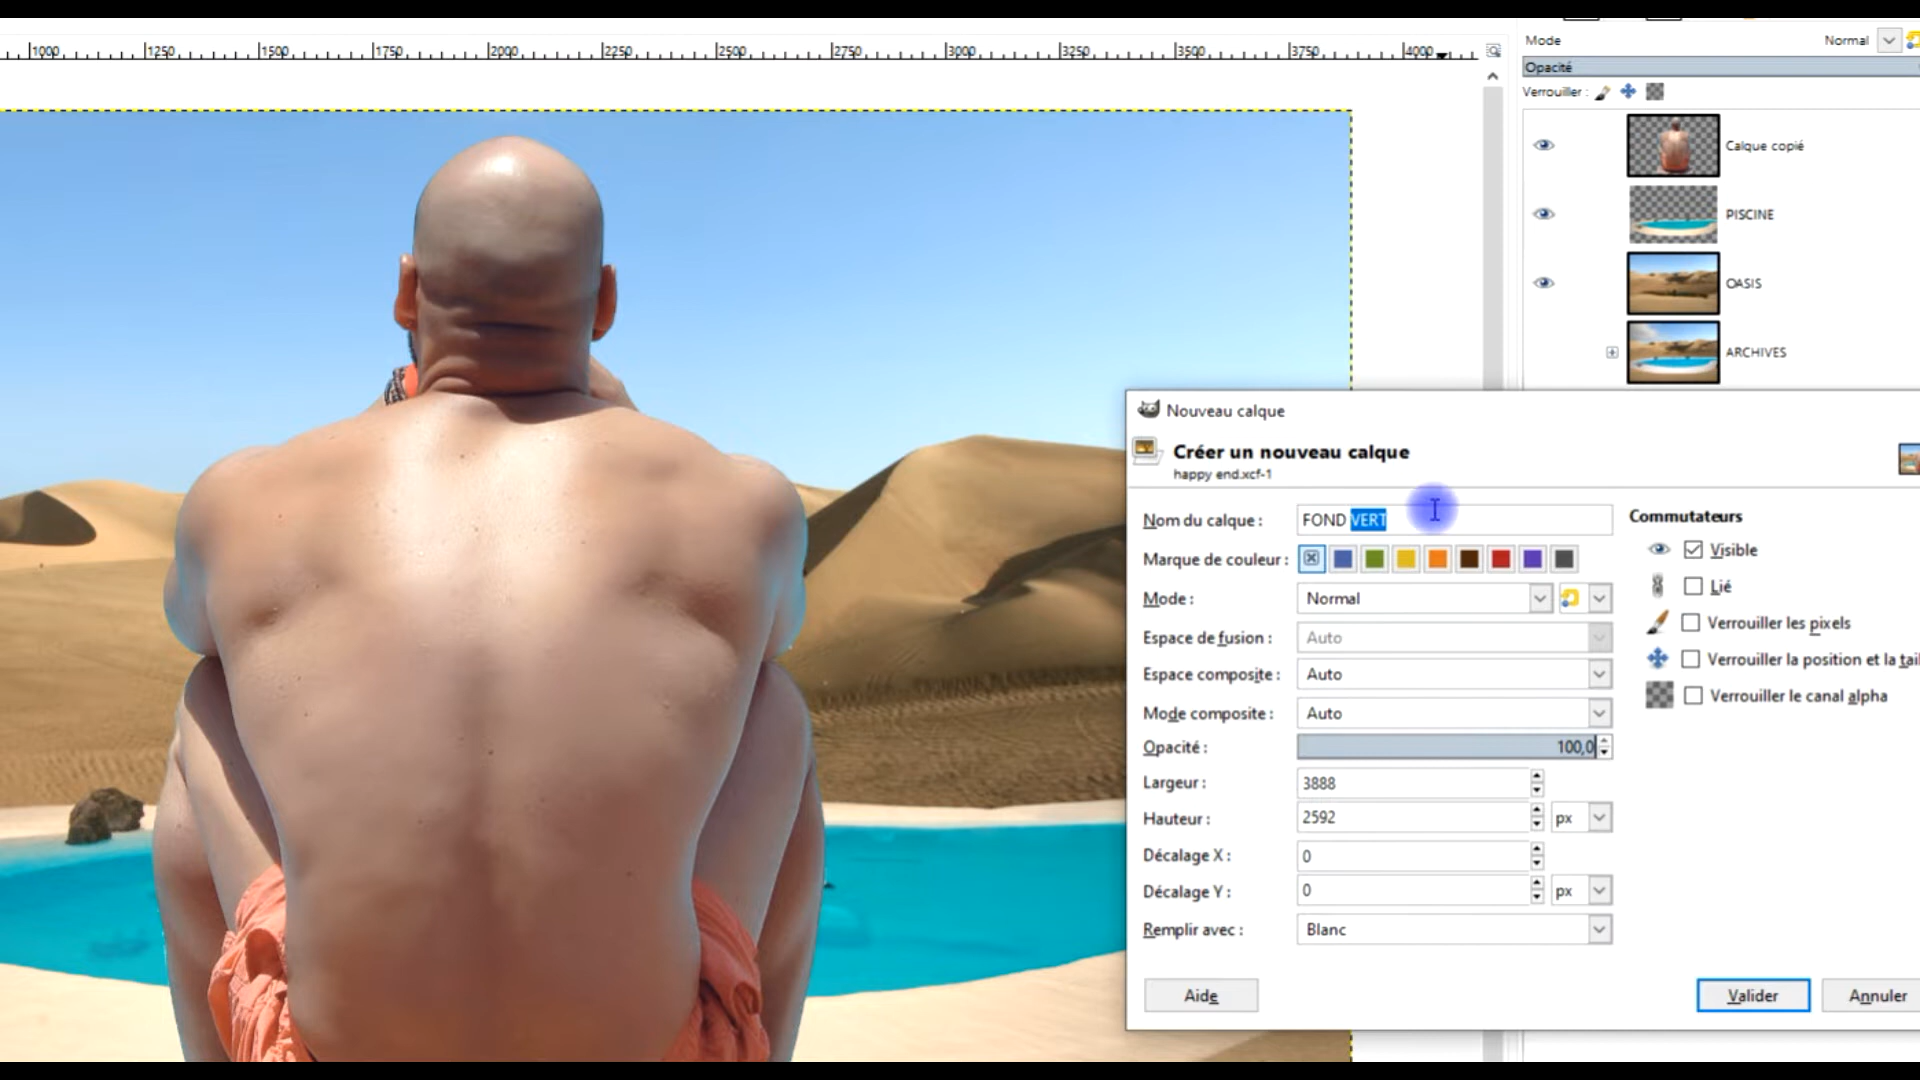 1000 1250 1500 1750 2000 2250 2500 2750 3000 3250 3500 3750 4000
Mode Normal
Opacité
Verrouiller :
Calque copié
PISCINE
OASIS
ARCHIVES
Nouveau calque
Créer un nouveau calque
happy end.xcf-1
Nom du calque : FOND VERT
Marque de couleur :
Mode : Normal
Espace de fusion : Auto
Espace composite : Auto
Mode composite : Auto
Opacité : 100,0
Largeur : 3888
Hauteur : 2592 px
Décalage X : 0
Décalage Y : 0 px
Remplir avec : Blanc
Commutateurs
Visible
Lié
Verrouiller les pixels
Verrouiller la position et la tail
Verrouiller le canal alpha
Aide
Valider
Annuler